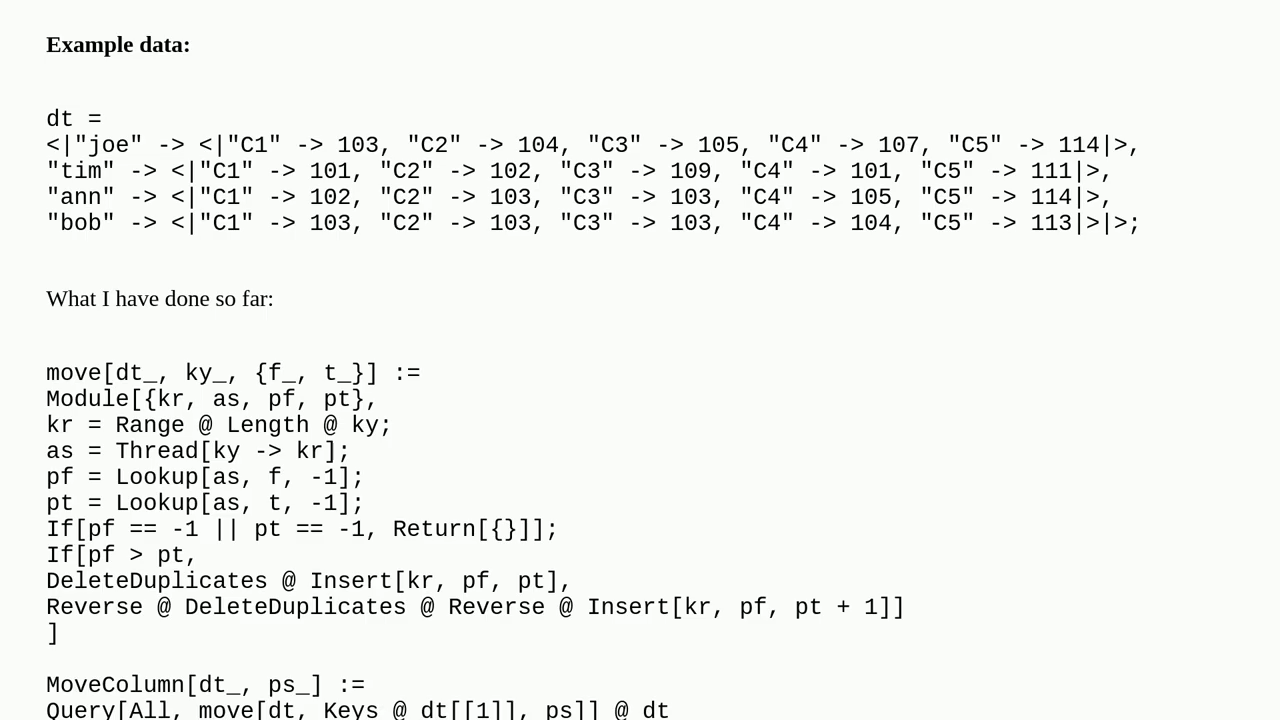 Example data:
dt =
<|"joe" -> <|"C1" -> 103, "C2" -> 104, "C3" -> 105, "C4" -> 107, "C5" -> 114|>,
"tim" -> <|"C1" -> 101, "C2" -> 102, "C3" -> 109, "C4" -> 101, "C5" -> 111|>,
"ann" -> <|"C1" -> 102, "C2" -> 103, "C3" -> 103, "C4" -> 105, "C5" -> 114|>,
"bob" -> <|"C1" -> 103, "C2" -> 103, "C3" -> 103, "C4" -> 104, "C5" -> 113|>|>;
What I have done so far:
move[dt_, ky_, {f_, t_}] :=
Module[{kr, as, pf, pt},
kr = Range @ Length @ ky;
as = Thread[ky -> kr];
pf = Lookup[as, f, -1];
pt = Lookup[as, t, -1];
If[pf == -1 || pt == -1, Return[{}]];
If[pf > pt,
DeleteDuplicates @ Insert[kr, pf, pt],
Reverse @ DeleteDuplicates @ Reverse @ Insert[kr, pf, pt + 1]]
]
MoveColumn[dt_, ps_] :=
Query[All, move[dt, Keys @ dt[[1]], ps]] @ dt